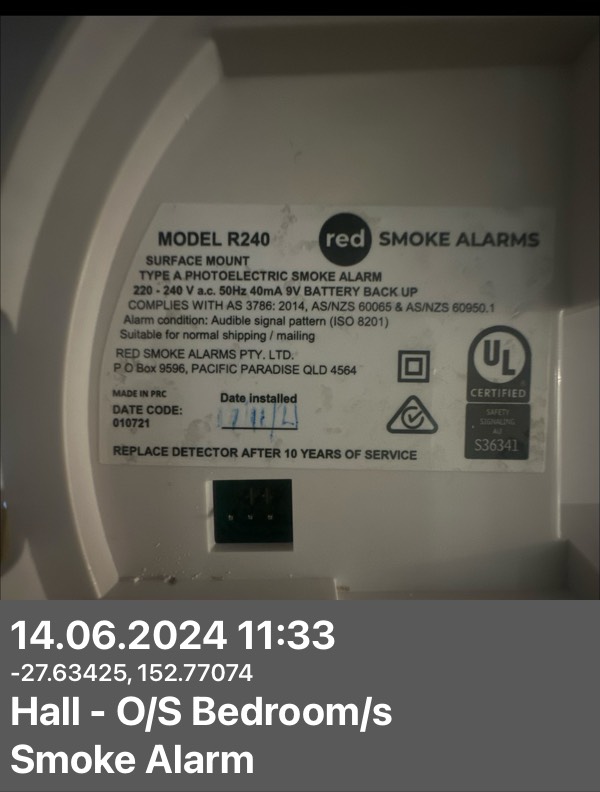 MODEL R240
red SMOKE ALARMS
SURFACE MOUNT
TYPE A PHOTOELECTRIC SMOKE ALARM
220 - 240 V a.c. 50Hz 40mA 9V BATTERY BACK UP
COMPLIES WITH AS 3786: 2014, AS/NZS 60065 & AS/NZS 60950.1
Alarm condition: Audible signal pattern (ISO 8201)
Suitable for normal shipping / mailing
RED SMOKE ALARMS PTY. LTD.
P O Box 9596, PACIFIC PARADISE QLD 4564
UL
CERTIFIED
SAFETY
SIGNALING
AU
S36341
MADE IN PRC
DATE CODE:
010721
Date installed
REPLACE DETECTOR AFTER 10 YEARS OF SERVICE
14.06.2024 11:33
-27.63425, 152.77074
Hall - O/S Bedroom/s
Smoke Alarm